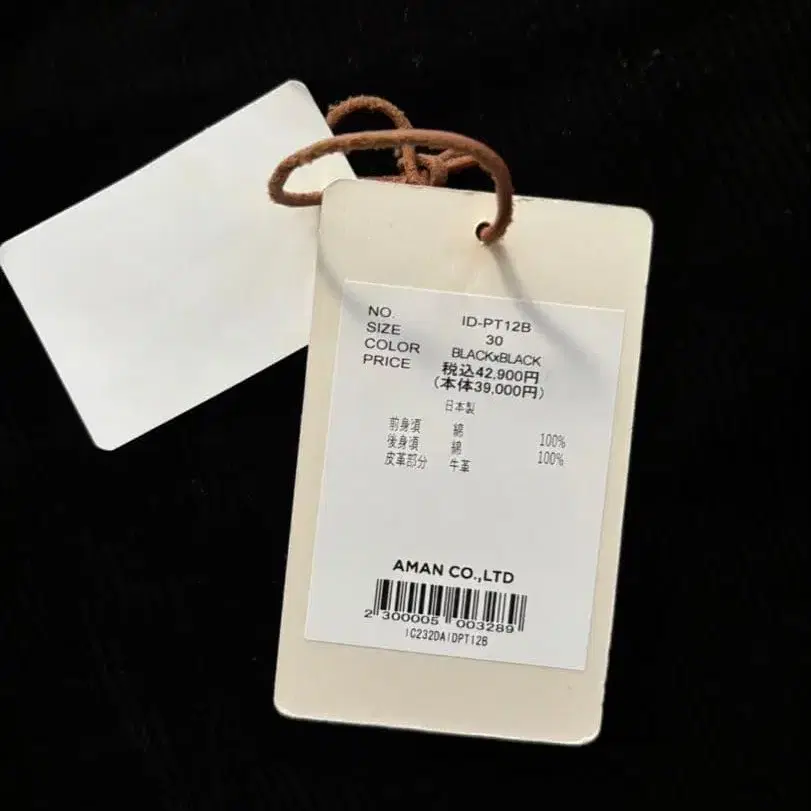 NO. ID-PT12B
SIZE 30
COLOR BLACKxBLACK
PRICE 税込42,900円
(本体39,000円)
日本製
前身頃 綿 100%
後身頃 綿 100%
皮革部分 牛革
AMAN CO.,LTD
2 300005 003289
IC232DAIDPT12B